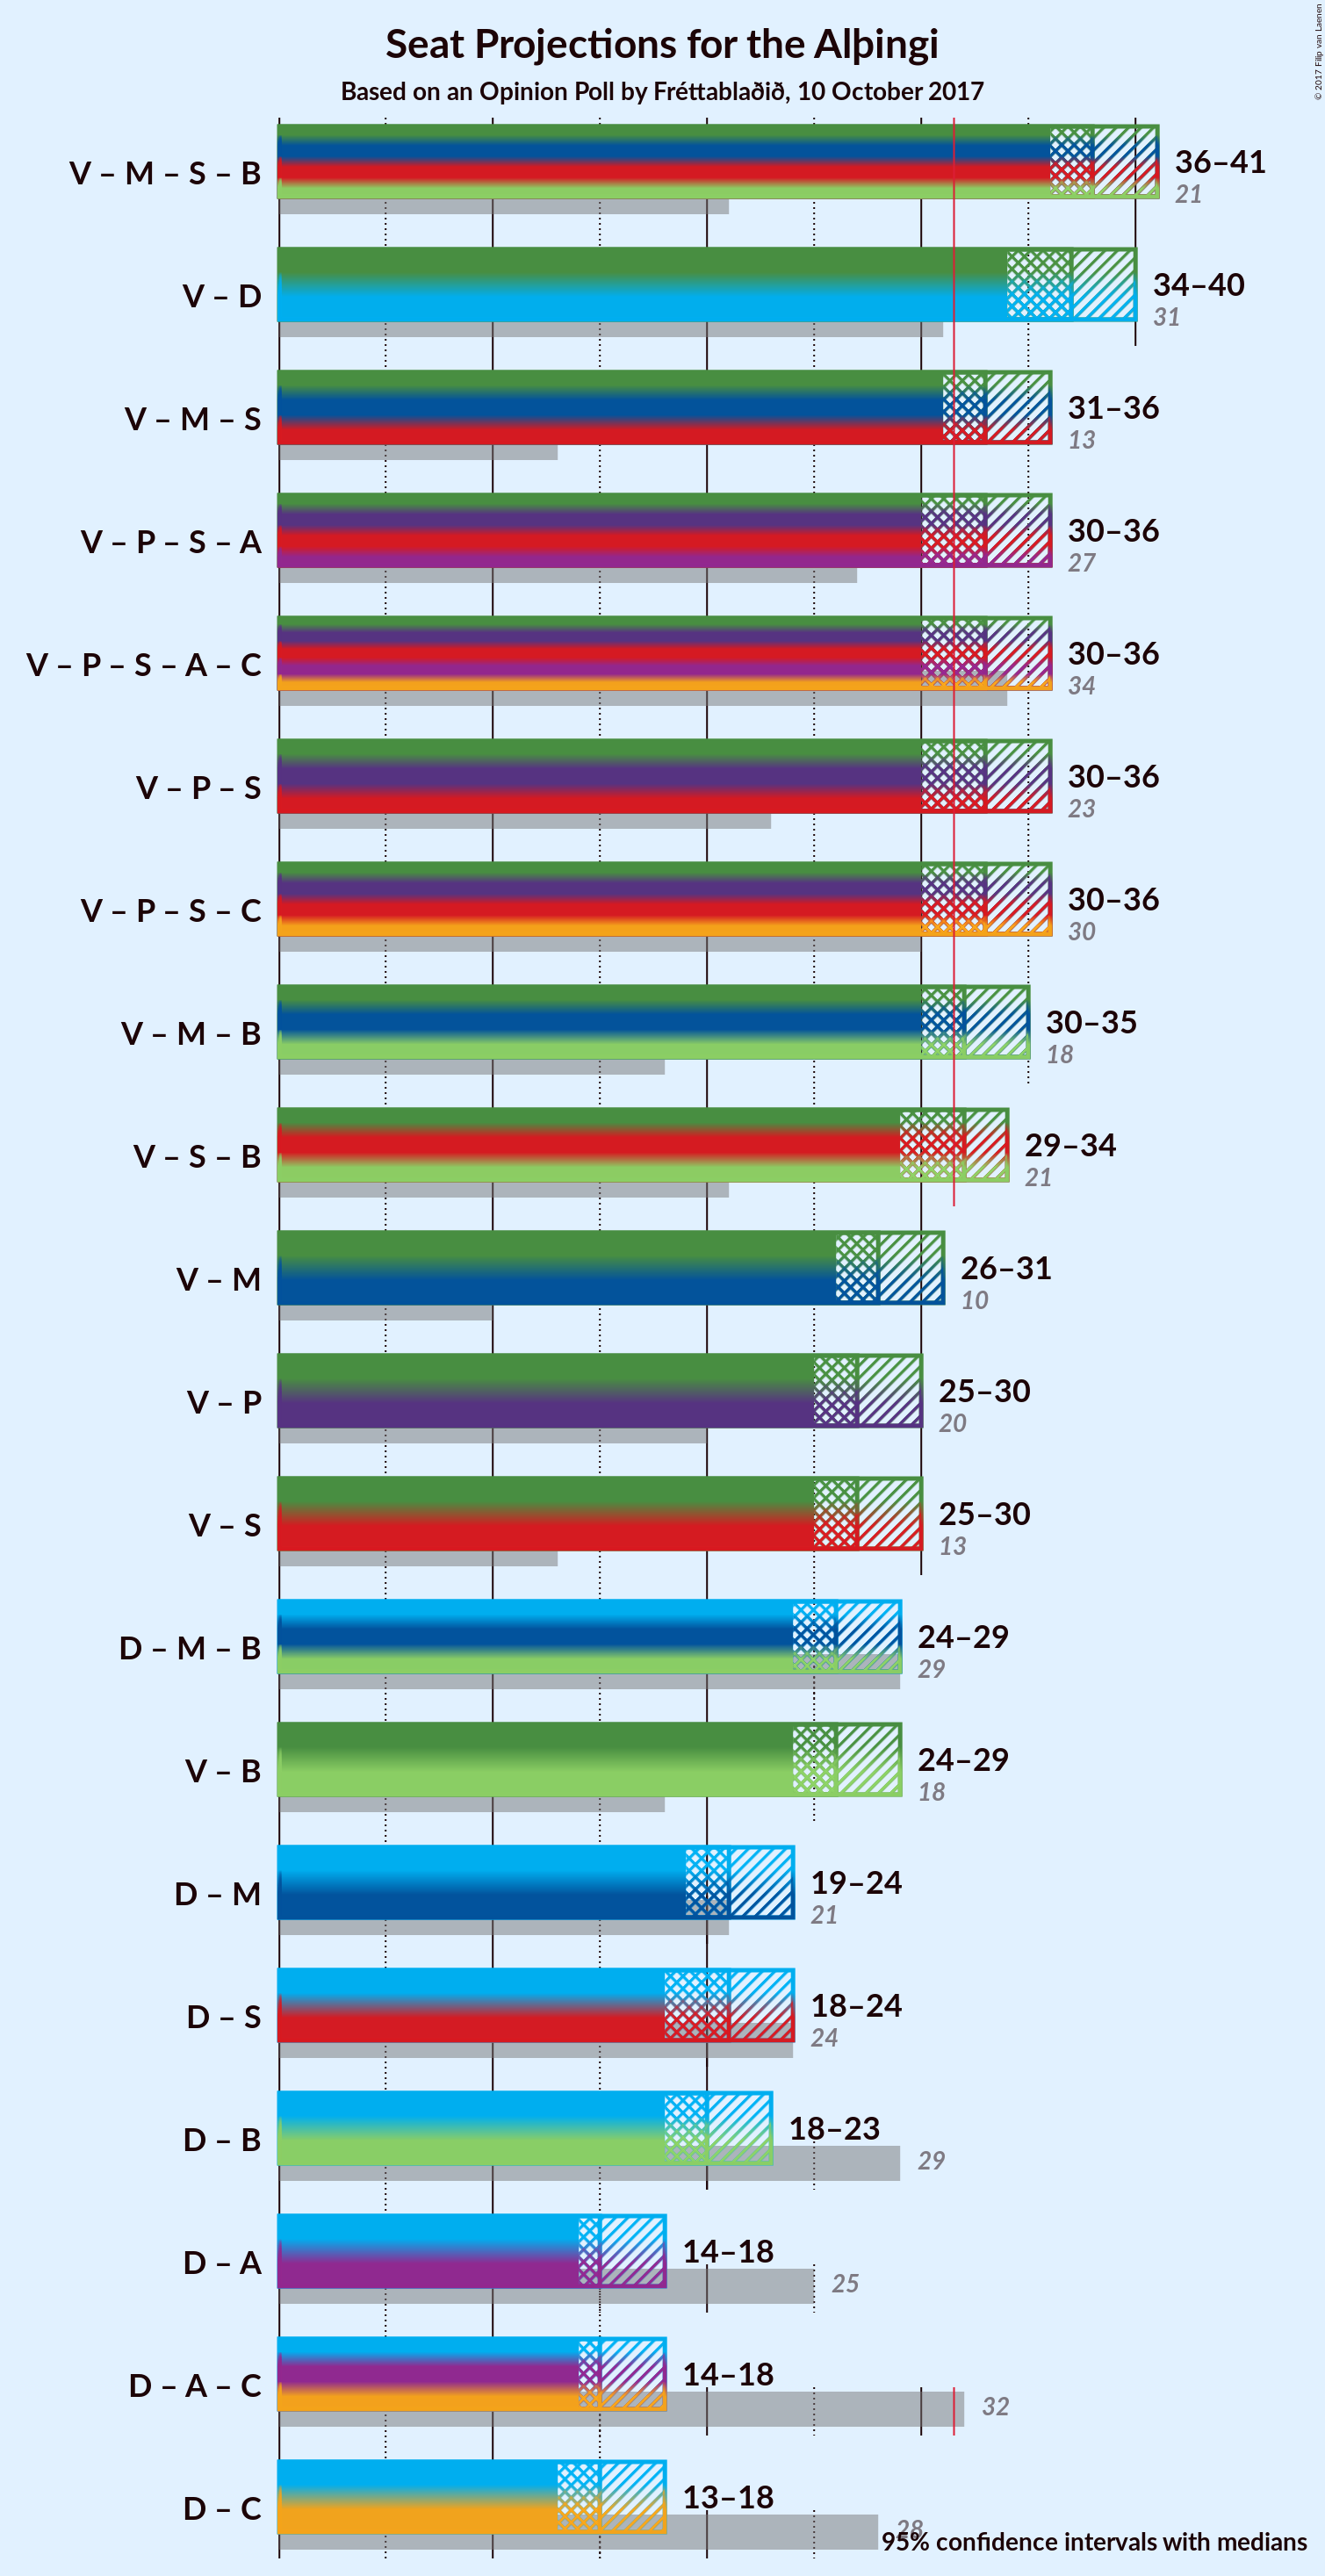 © 2017 Filip van Laenen
Seat Projections for the Alþingi
Based on an Opinion Poll by Fréttablaðið, 10 October 2017
V – M – S – B
36–41
21
V – D
34–40
31
V – M – S
31–36
13
V – P – S – A
30–36
27
V – P – S – A – C
30–36
34
V – P – S
30–36
23
V – P – S – C
30–36
30
V – M – B
30–35
18
V – S – B
29–34
21
V – M
26–31
10
V – P
25–30
20
V – S
25–30
13
D – M – B
24–29
29
V – B
24–29
18
D – M
19–24
21
D – S
18–24
24
D – B
18–23
29
D – A
14–18
25
D – A – C
14–18
32
D – C
13–18
28
95% confidence intervals with medians